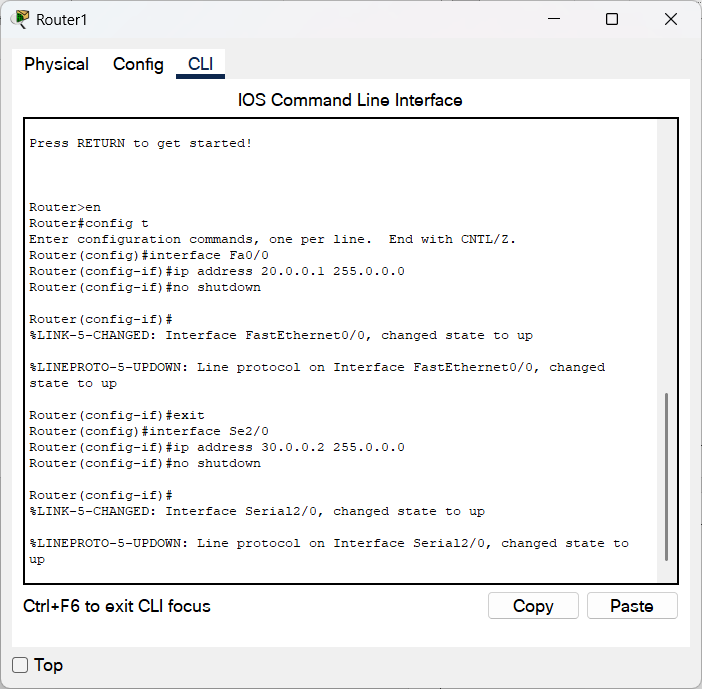 Router1
Physical Config CLI
IOS Command Line Interface
Press RETURN to get started!
Router>en
Router#config t
Enter configuration commands, one per line.  End with CNTL/Z.
Router(config)#interface Fa0/0
Router(config-if)#ip address 20.0.0.1 255.0.0.0
Router(config-if)#no shutdown
Router(config-if)#
%LINK-5-CHANGED: Interface FastEthernet0/0, changed state to up
%LINEPROTO-5-UPDOWN: Line protocol on Interface FastEthernet0/0, changed
state to up
Router(config-if)#exit
Router(config)#interface Se2/0
Router(config-if)#ip address 30.0.0.2 255.0.0.0
Router(config-if)#no shutdown
Router(config-if)#
%LINK-5-CHANGED: Interface Serial2/0, changed state to up
%LINEPROTO-5-UPDOWN: Line protocol on Interface Serial2/0, changed state to
up
Ctrl+F6 to exit CLI focus Copy Paste
Top